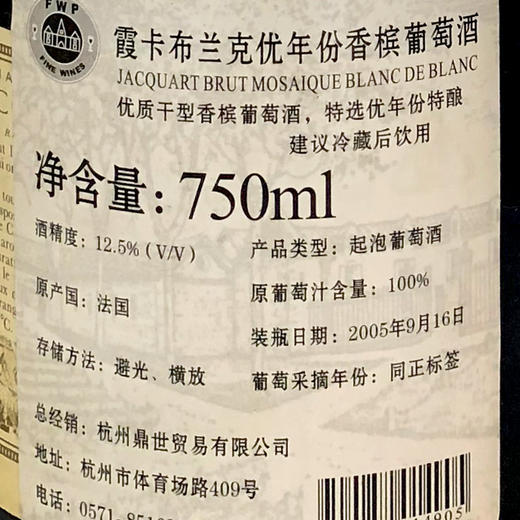 FWP
FINE WINES
霞卡布兰克优年份香槟葡萄酒
JACQUART BRUT MOSAIQUE BLANC DE BLANC
优质干型香槟葡萄酒，特选优年份特酿
建议冷藏后饮用
净含量：750ml
酒精度：12.5%（V/V）
产品类型：起泡葡萄酒
原产国：法国
原葡萄汁含量：100%
装瓶日期：2005年9月16日
存储方法：避光、横放
葡萄采摘年份：同正标签
总经销：杭州鼎世贸易有限公司
地址：杭州市体育场路409号
电话：0571-851